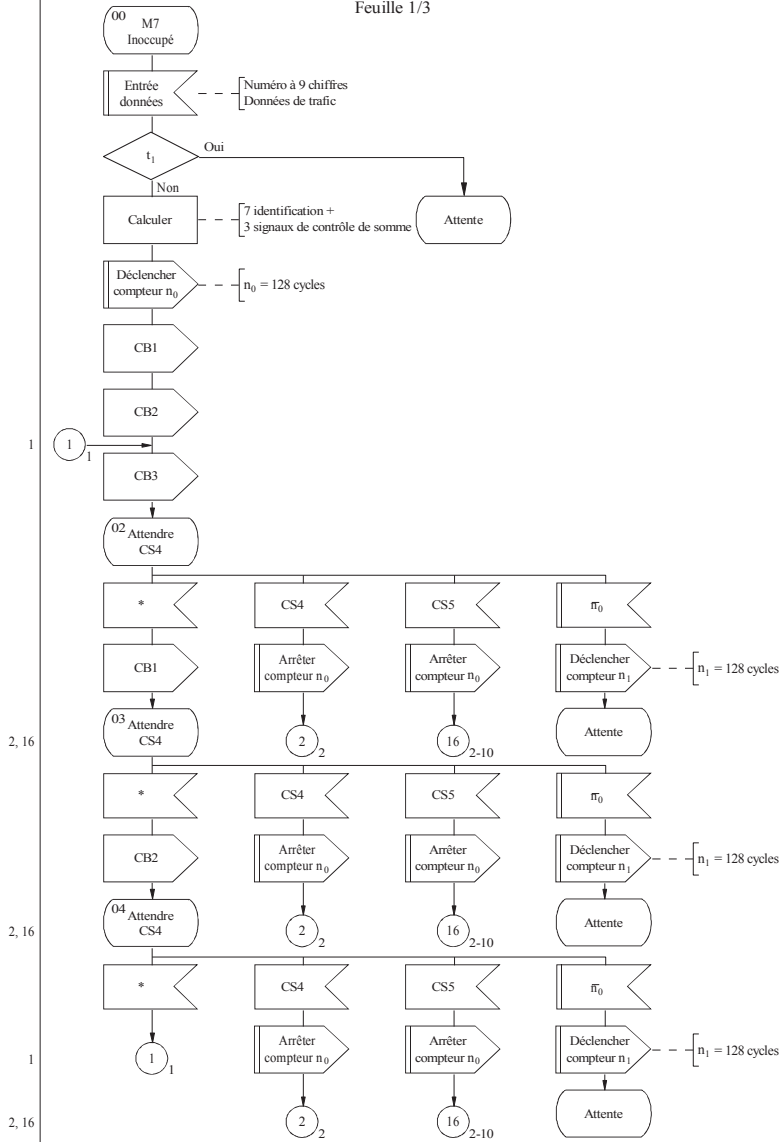 Feuille 1/3
00 M7
Inoccupé
Entrée
données
Numéro à 9 chiffres
Données de trafic
t1
Oui
Non
Calculer
7 identification +
3 signaux de contrôle de somme
Attente
Déclencher
compteur n0
n0 = 128 cycles
CB1
CB2
1
1
1
CB3
02 Attendre
CS4
*
CS4
CS5
n̅0
CB1
Arrêter
compteur n0
Arrêter
compteur n0
Déclencher
compteur n1
n1 = 128 cycles
2, 16
03 Attendre
CS4
2
2
16
2-10
Attente
*
CS4
CS5
n̅0
CB2
Arrêter
compteur n0
Arrêter
compteur n0
Déclencher
compteur n1
n1 = 128 cycles
2, 16
04 Attendre
CS4
2
2
16
2-10
Attente
*
CS4
CS5
n̅0
1
1
1
Arrêter
compteur n0
Arrêter
compteur n0
Déclencher
compteur n1
n1 = 128 cycles
2, 16
2
2
16
2-10
Attente